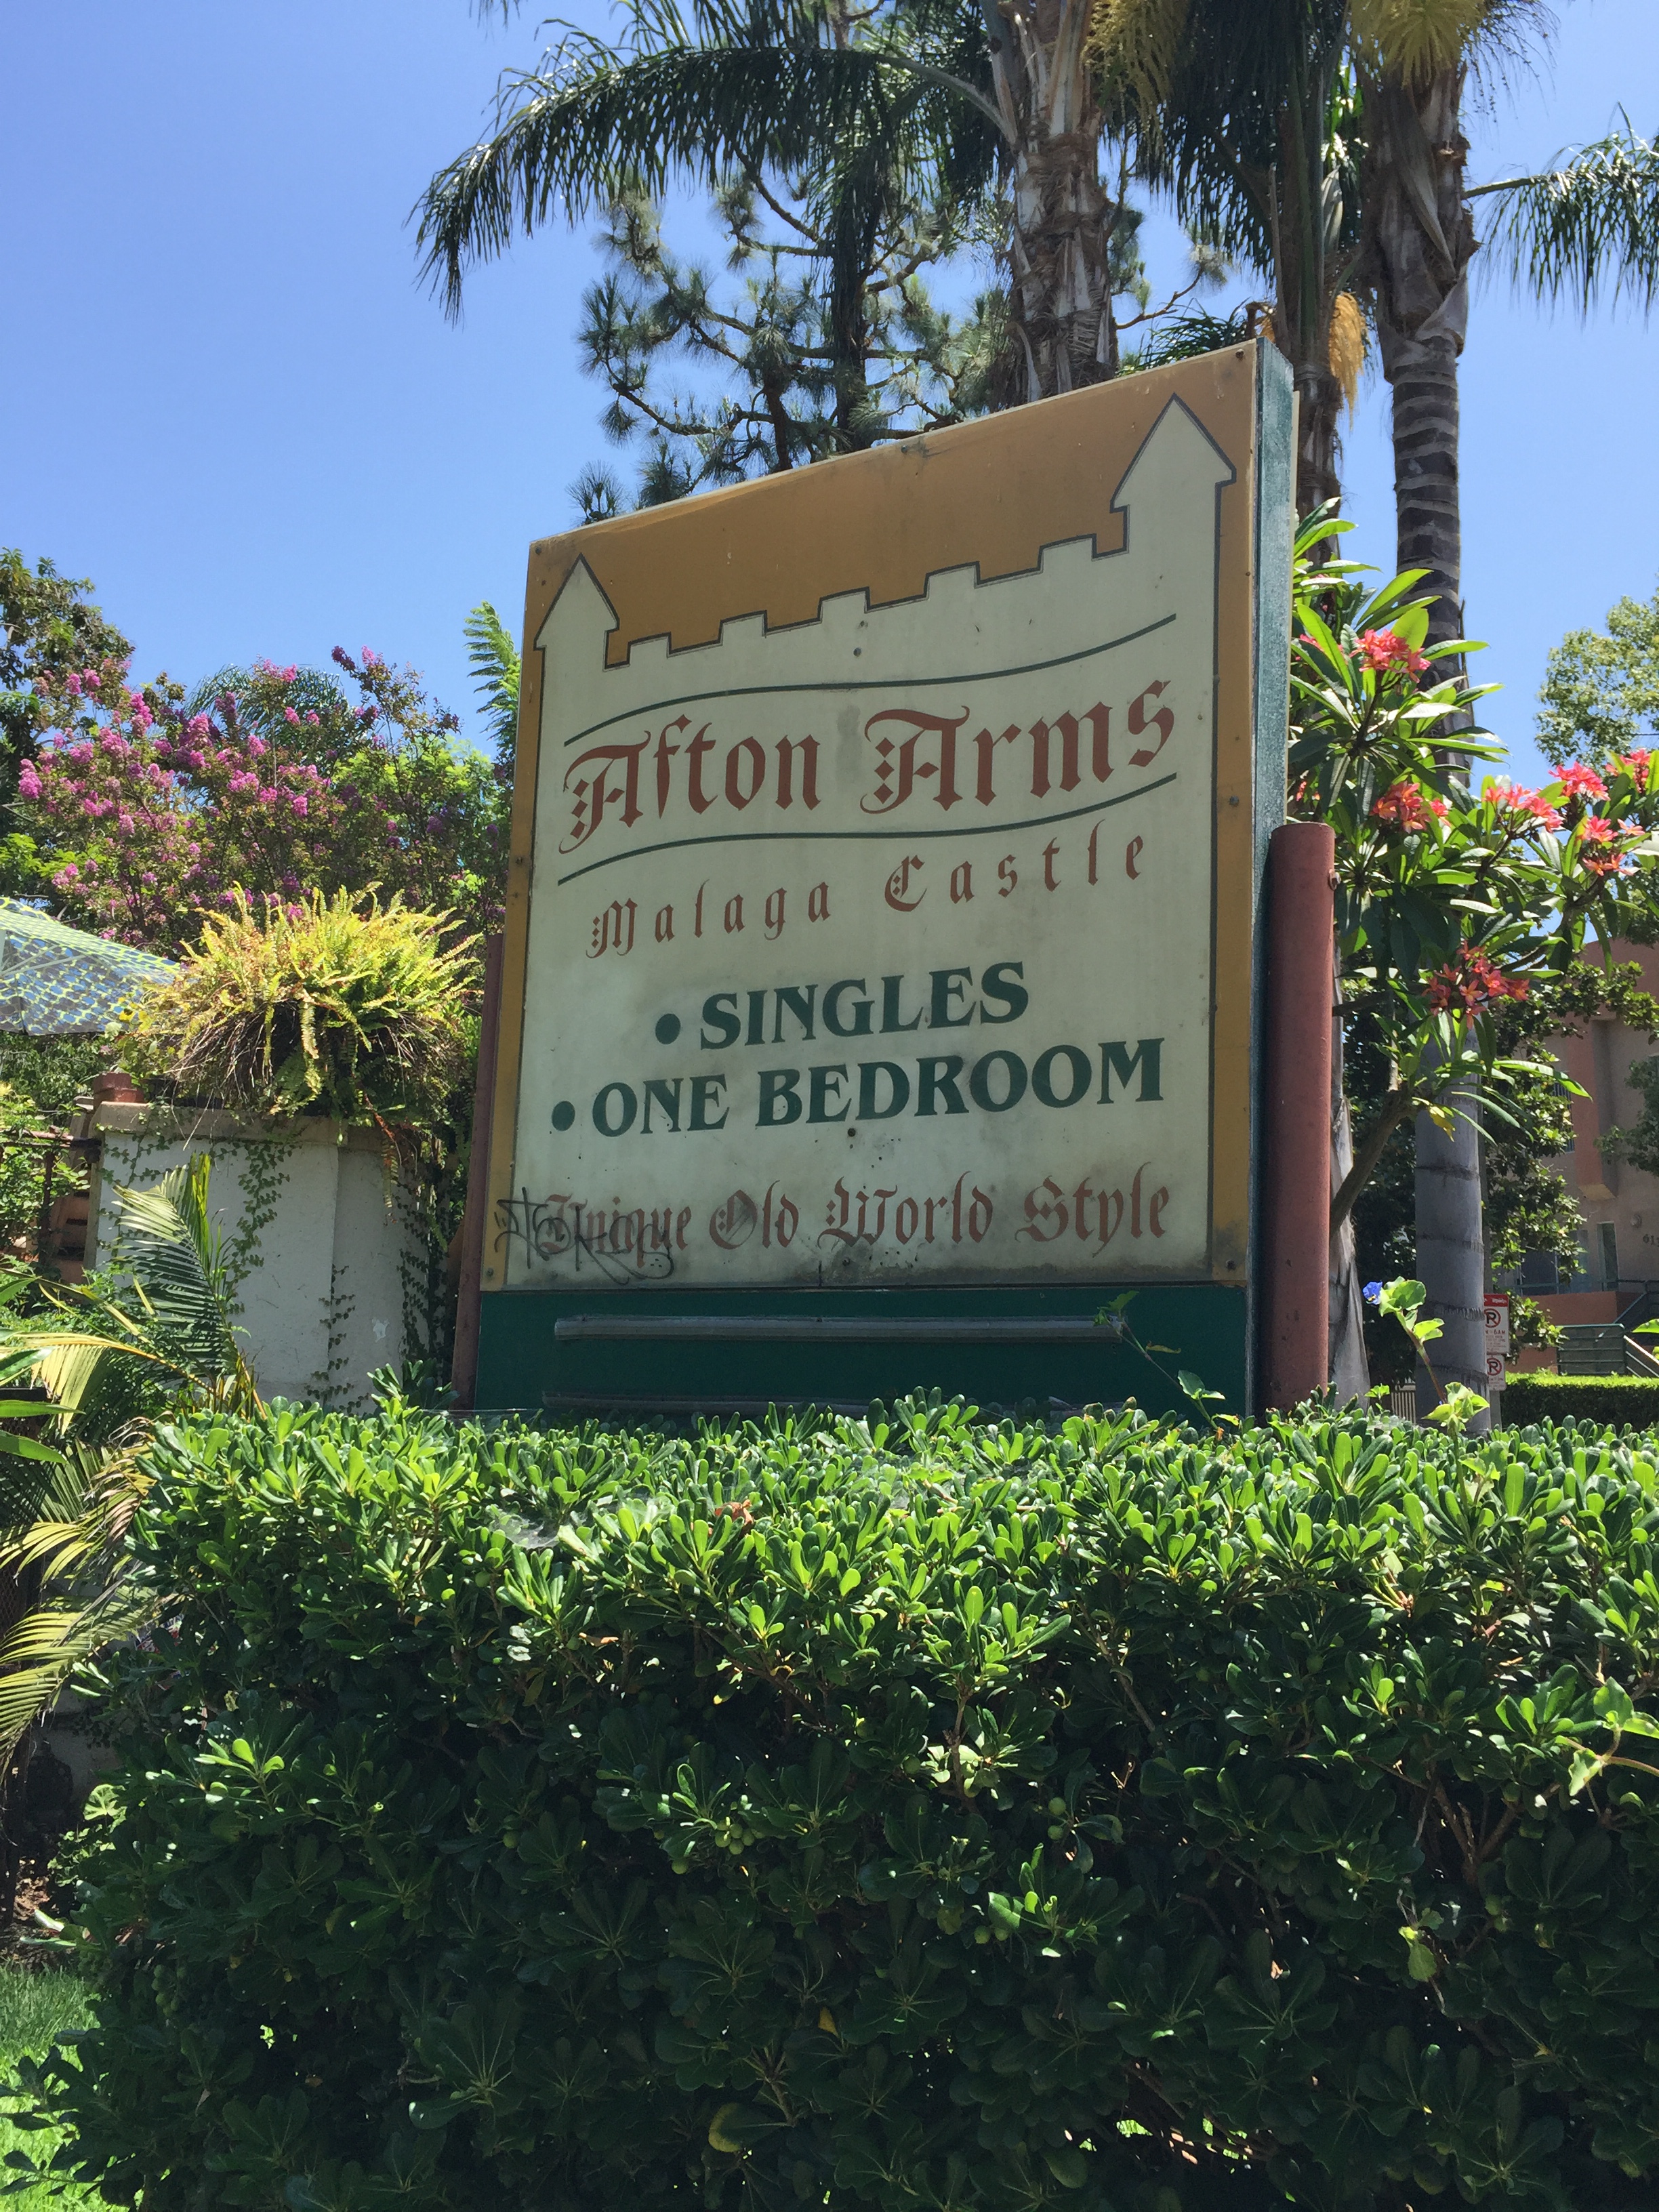 Afton Arms
Malaga Castle
• SINGLES
• ONE BEDROOM
Unique Old World Style